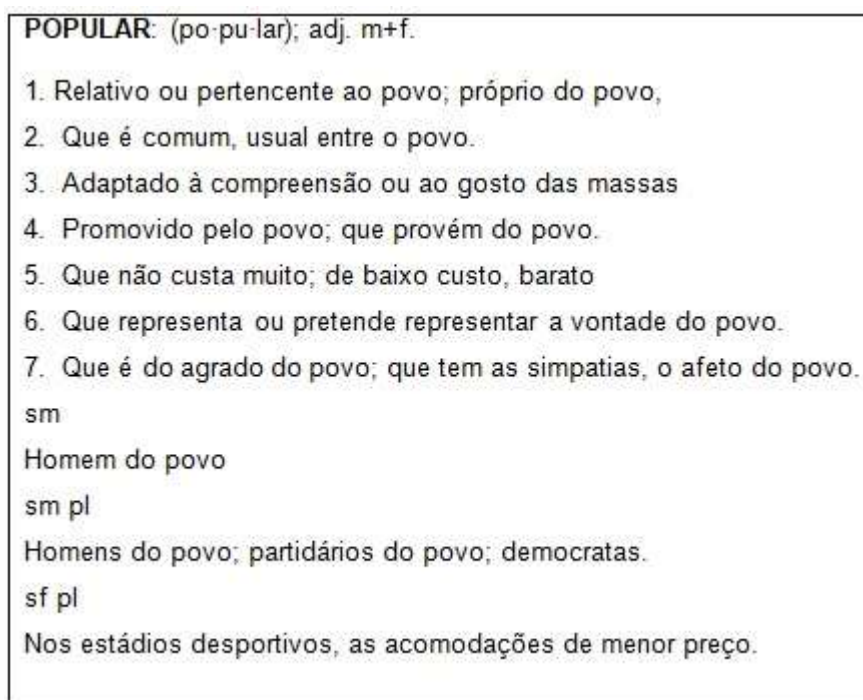 POPULAR: (po·pu·lar); adj. m+f.
1. Relativo ou pertencente ao povo; próprio do povo,
2. Que é comum, usual entre o povo.
3. Adaptado à compreensão ou ao gosto das massas
4. Promovido pelo povo; que provém do povo.
5. Que não custa muito; de baixo custo, barato
6. Que representa ou pretende representar a vontade do povo.
7. Que é do agrado do povo; que tem as simpatias, o afeto do povo.
sm
Homem do povo
sm pl
Homens do povo; partidários do povo; democratas.
sf pl
Nos estádios desportivos, as acomodações de menor preço.